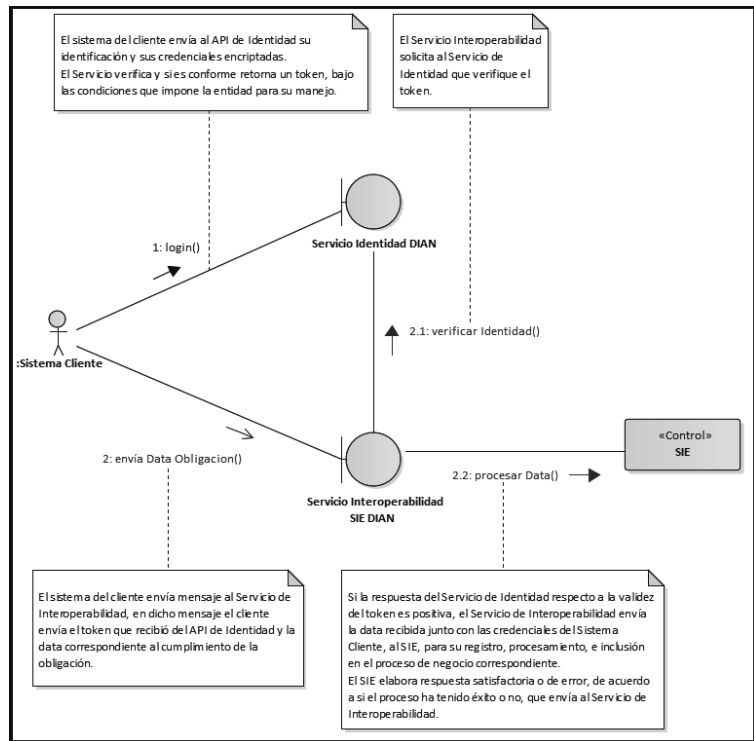 El sistema del cliente envía al API de Identidad su
identificación y sus credenciales encriptadas.
El Servicio verifica y si es conforme retorna un token, bajo
las condiciones que impone la entidad para su manejo.
El Servicio Interoperabilidad
solicita al Servicio de
Identidad que verifique el
token.
1: login()
Servicio Identidad DIAN
2.1: verificar Identidad()
:Sistema Cliente
2: envía Data Obligacion()
«Control»
SIE
2.2: procesar Data()
Servicio Interoperabilidad
SIE DIAN
El sistema del cliente envía mensaje al Servicio de
Interoperabilidad, en dicho mensaje el cliente
envía el token que recibió del API de Identidad y la
data correspondiente al cumplimiento de la
obligación.
Si la respuesta del Servicio de Identidad respecto a la validez
del token es positiva, el Servicio de Interoperabilidad envía
la data recibida junto con las credenciales del Sistema
Cliente, al SIE, para su registro, procesamiento, e inclusión
en el proceso de negocio correspondiente.
El SIE elabora respuesta satisfactoria o de error, de acuerdo
a si el proceso ha tenido éxito o no, que envía al Servicio de
Interoperabilidad.